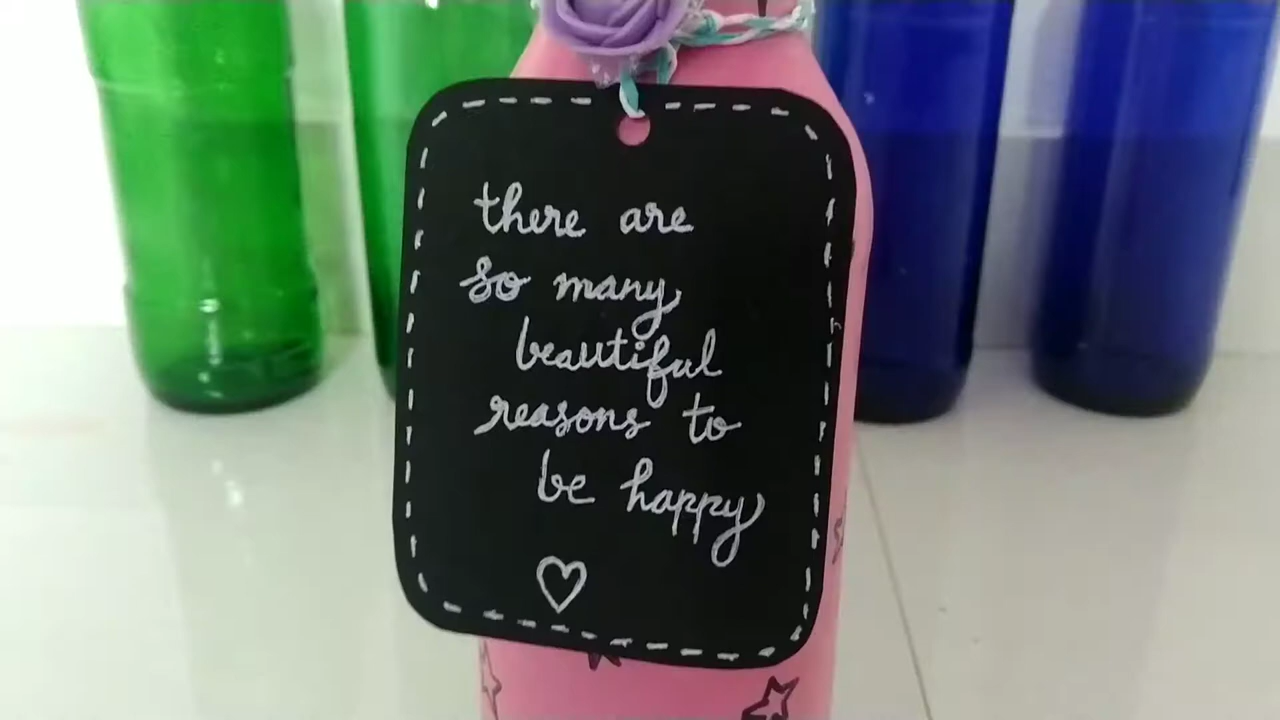 there are
so many
beautiful
reasons to
be happy